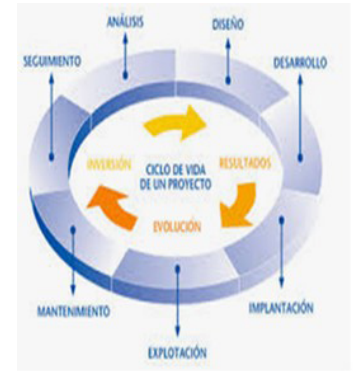 ANÁLISIS
DISEÑO
SEGUIMIENTO
DESARROLLO
INVERSIÓN
CICLO DE VIDA
DE UN PROYECTO
RESULTADOS
EVOLUCIÓN
MANTENIMIENTO
IMPLANTACIÓN
EXPLOTACIÓN